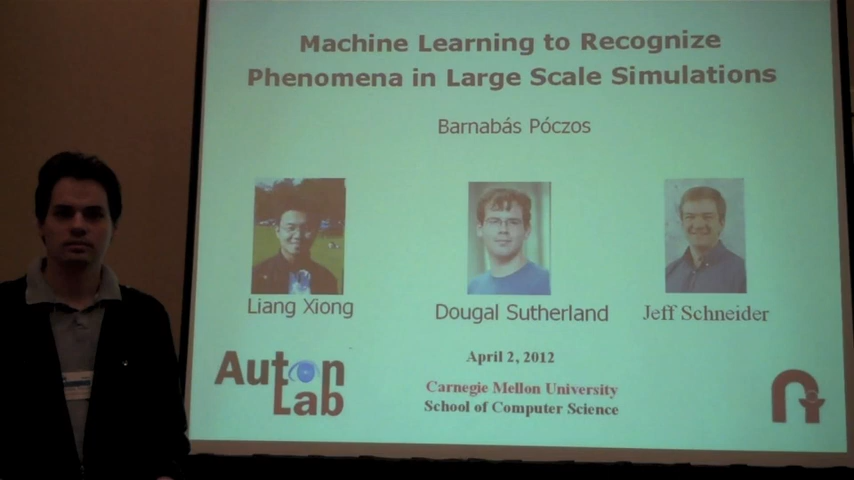 Machine Learning to Recognize
Phenomena in Large Scale Simulations
Barnabás Póczos
Liang Xiong
Dougal Sutherland
Jeff Schneider
Auton
Lab
April 2, 2012
Carnegie Mellon University
School of Computer Science